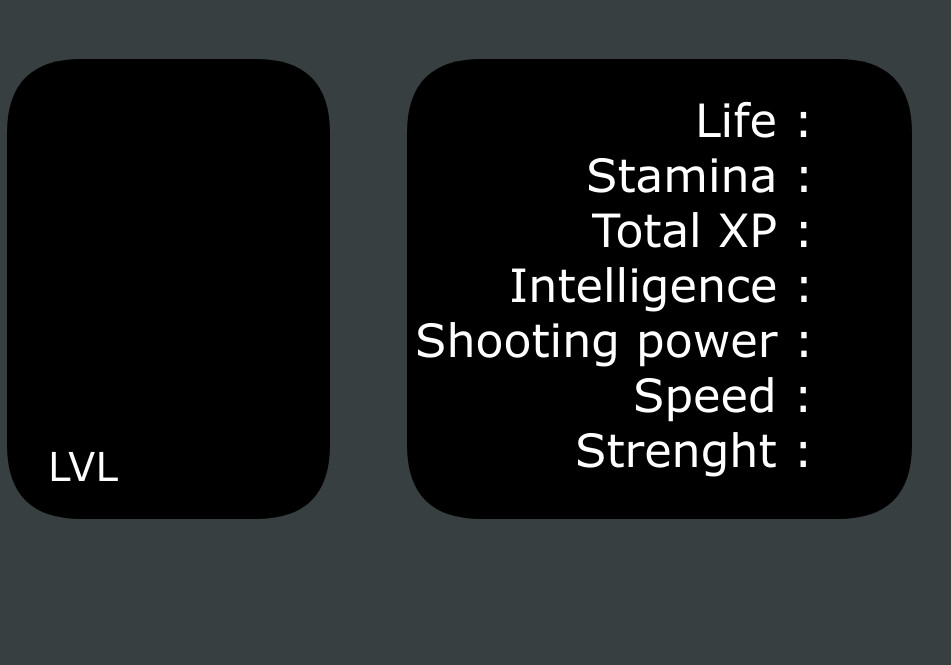 LVL
Life :
Stamina :
Total XP :
Intelligence :
Shooting power :
Speed :
Strenght :